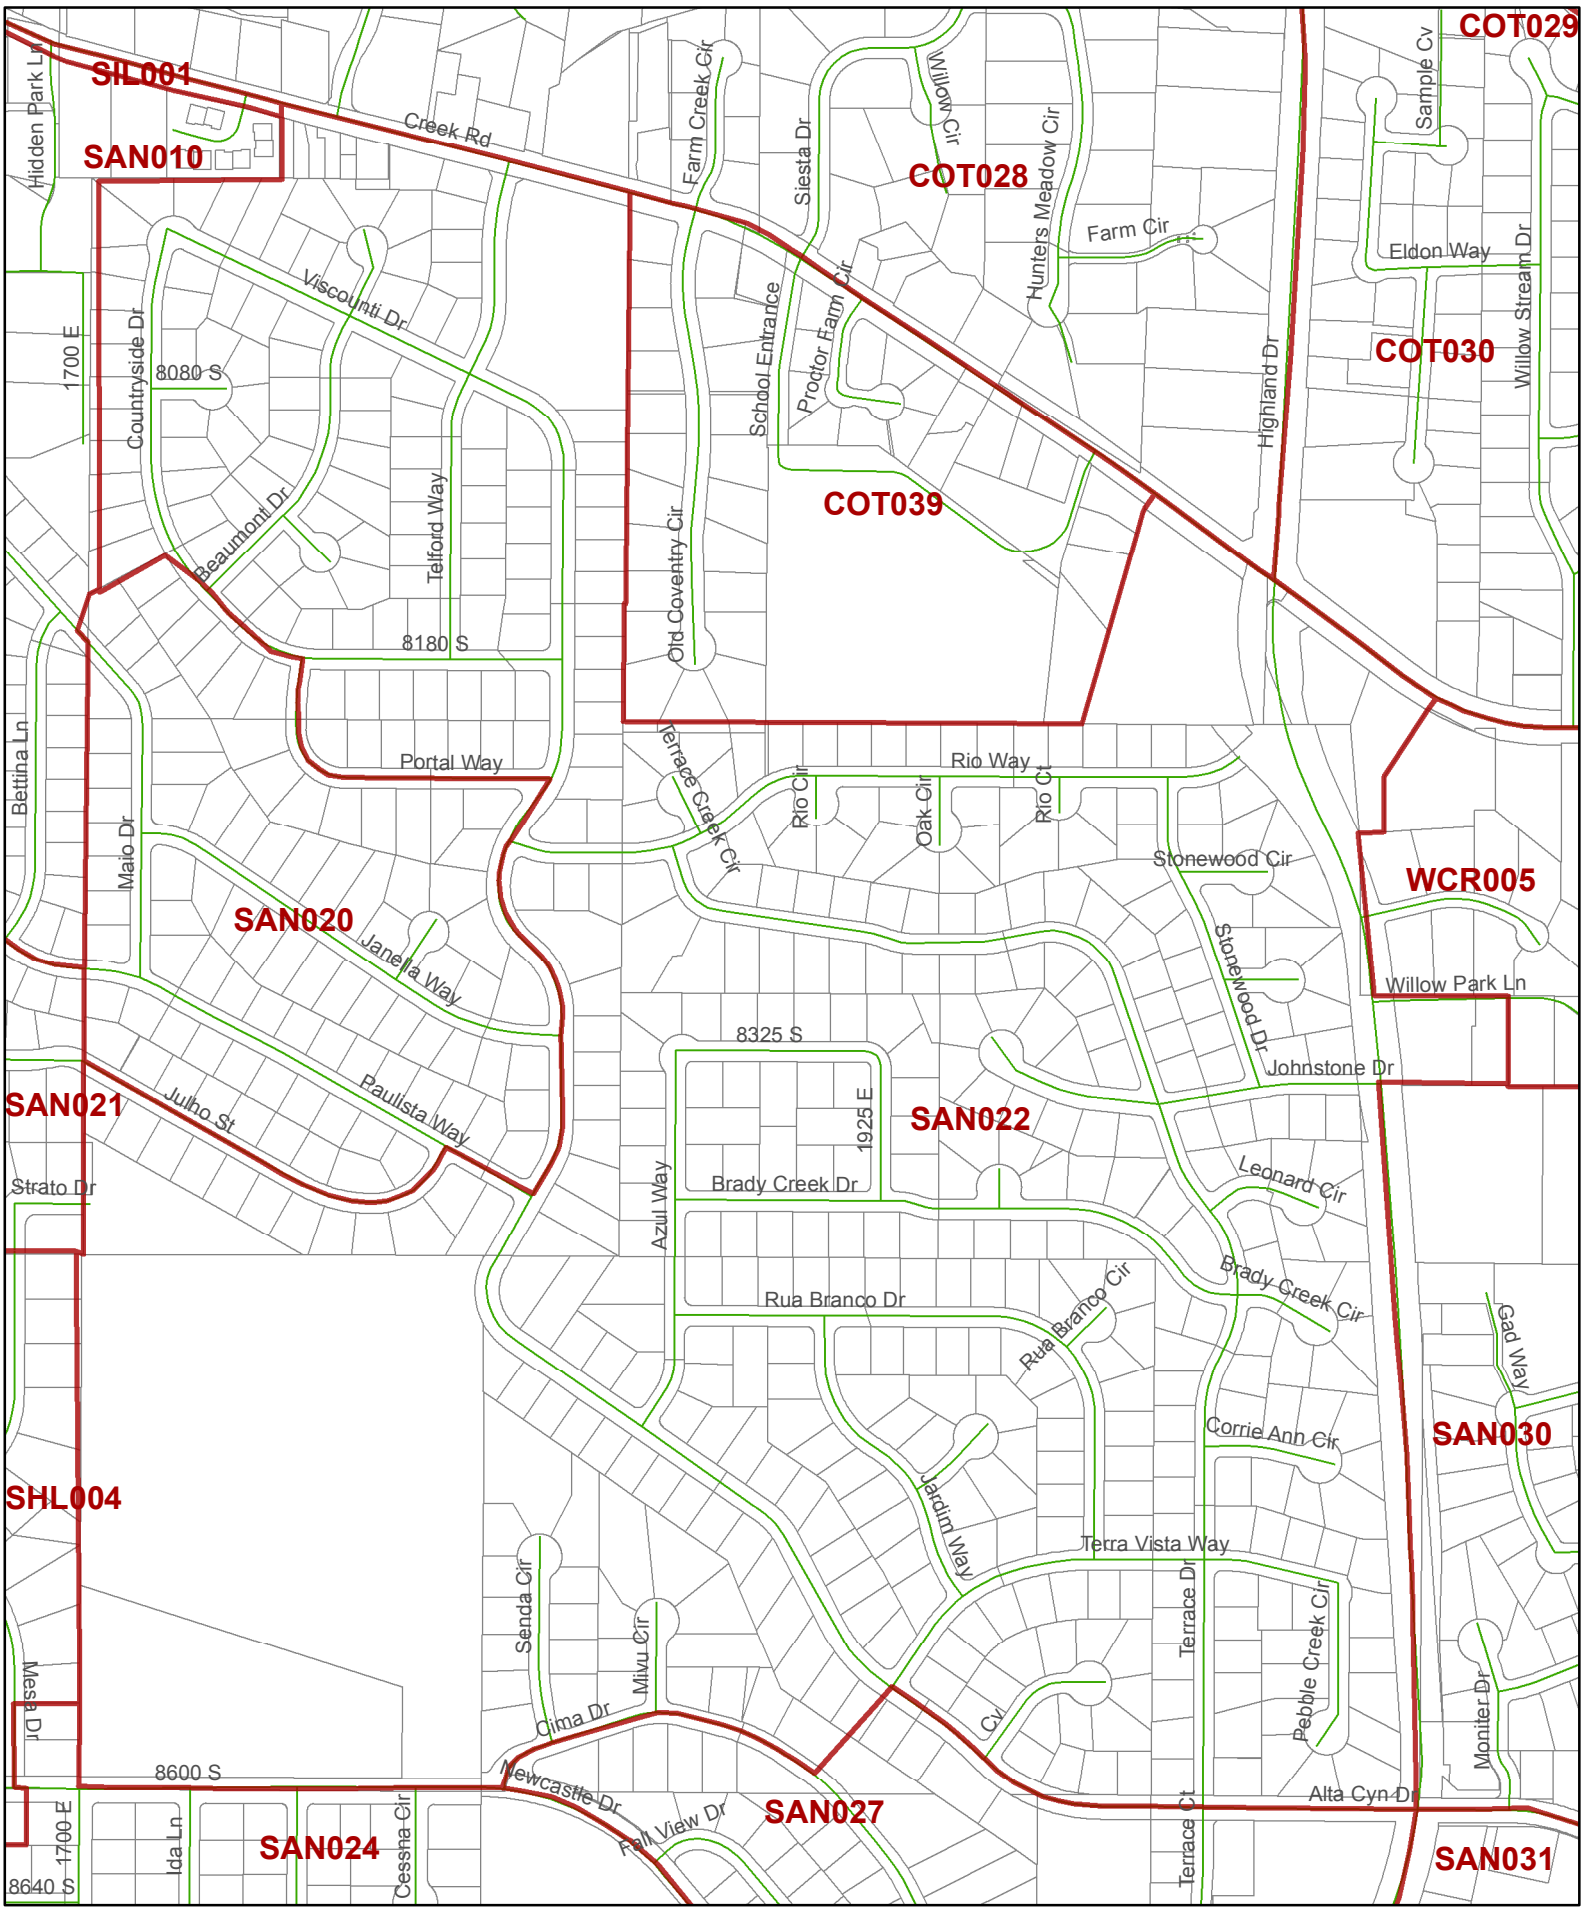 COT029
Hidden Park Ln
SIL001
Creek Rd
Farm Creek Cir
Siesta Dr
Willow Cir
Sample Cv
SAN010
COT028
Hunters Meadow Cir
Farm Cir
Eldon Way
Willow Stream Dr
Viscounti Dr
School Entrance
Proctor Farm Cir
Highland Dr
COT030
1700 E
Countryside Dr
8080 S
Beaumont Dr
Telford Way
COT039
Old Coventry Cir
8180 S
Bettina Ln
Portal Way
Terrace Creek Cir
Rio Way
Rio Cir
Oak Cir
Rio Ct
Maio Dr
Stonewood Cir
WCR005
SAN020
Janella Way
Stonewood Dr
Willow Park Ln
8325 S
Johnstone Dr
SAN021
Julho St
Paulista Way
1925 E
SAN022
Strato Dr
Azul Way
Brady Creek Dr
Leonard Cir
Brady Creek Cir
Rua Branco Dr
Rua Branco Cir
Gad Way
Corrie Ann Cir
SAN030
SHL004
Jardim Way
Terra Vista Way
Senda Cir
Mivu Cir
Terrace Dr
Pebble Creek Cir
Mesa Dr
Cima Dr
Cv
Moniter Dr
8600 S
Newcastle Dr
Alta Cyn Dr
1700 E
Ida Ln
SAN024
Cessna Cir
Fall View Dr
SAN027
Terrace Ct
SAN031
8640 S